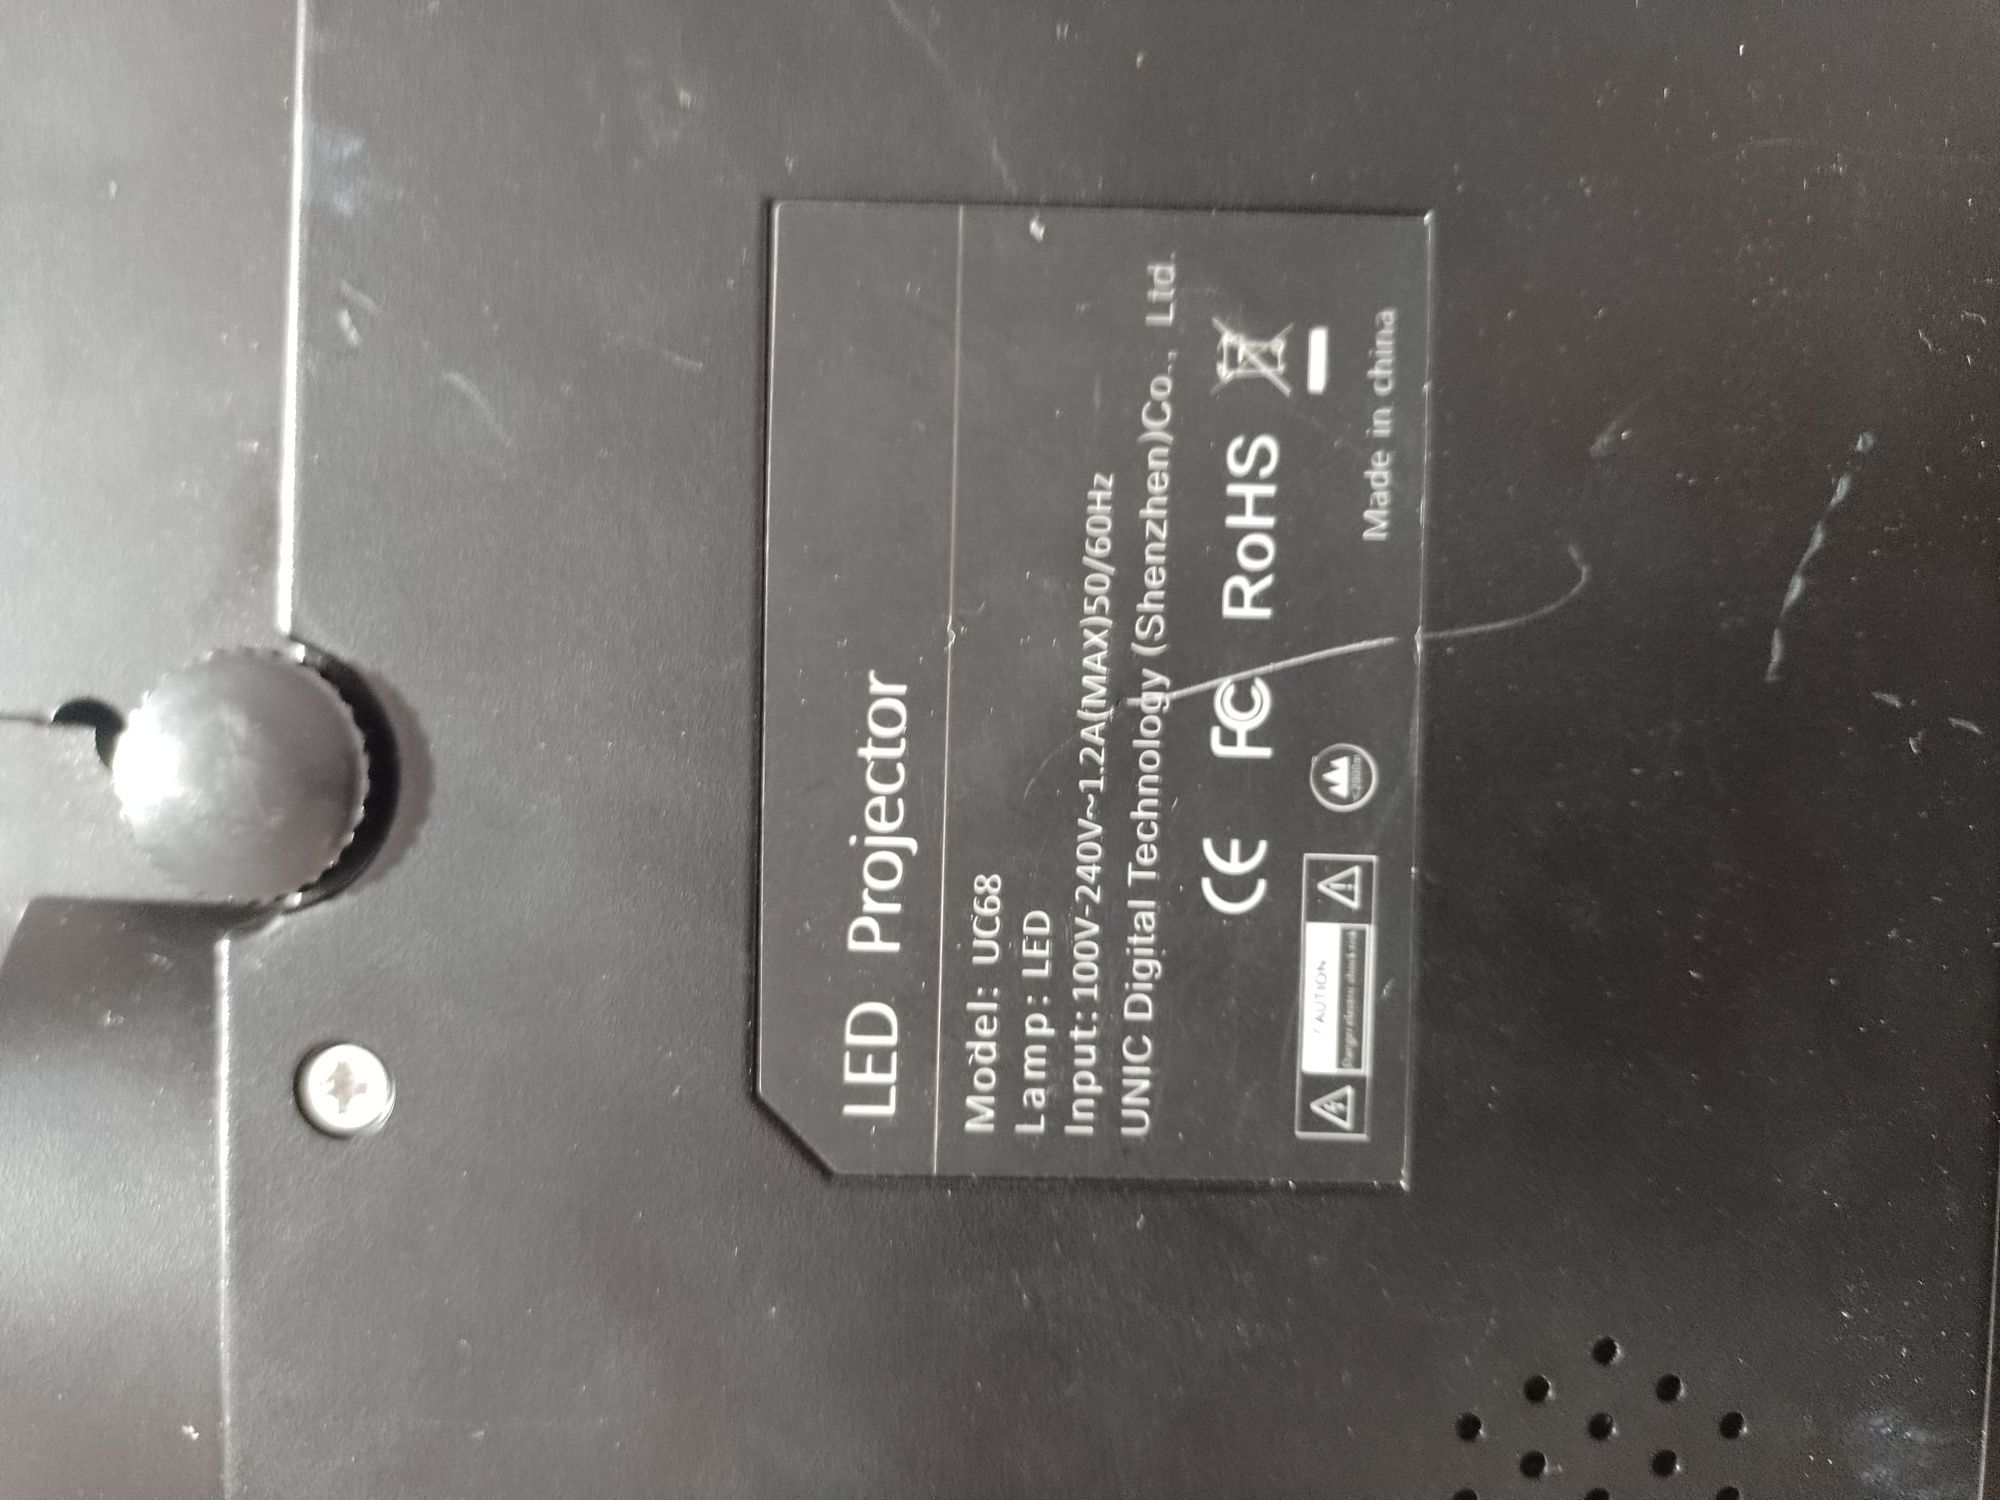 LED Projector
Model: UC68
Lamp: LED
Input:100V-240V~1.2A(MAX)50/60Hz
UNIC Digital Technology (Shenzhen)Co., Ltd.
CE FC RoHS
CAUTION
<2000m
Made in china